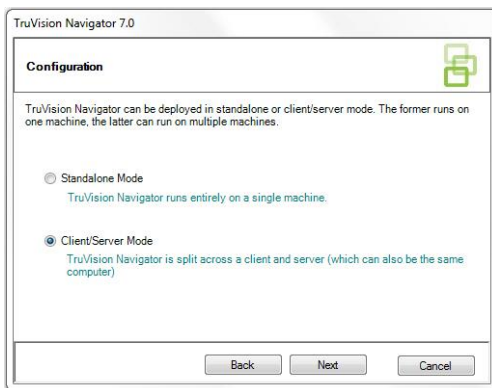 TruVision Navigator 7.0
Configuration
TruVision Navigator can be deployed in standalone or client/server mode. The former runs on
one machine, the latter can run on multiple machines.
Standalone Mode
TruVision Navigator runs entirely on a single machine.
Client/Server Mode
TruVision Navigator is split across a client and server (which can also be the same
computer)
Back Next Cancel